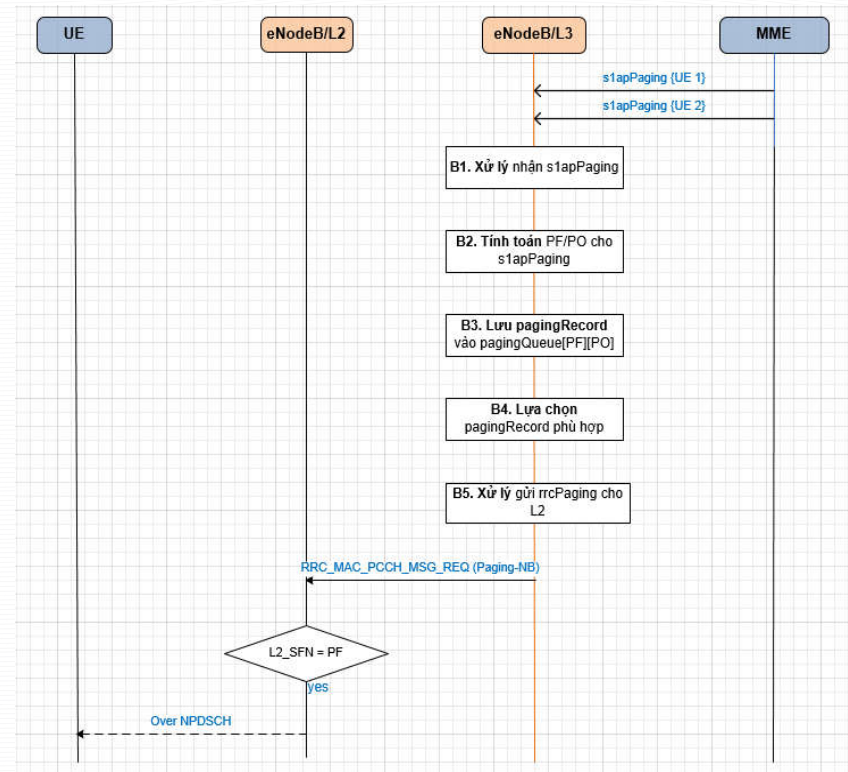 UE
eNodeB/L2
eNodeB/L3
MME
s1apPaging {UE 1}
s1apPaging {UE 2}
B1. Xử lý nhận s1apPaging
B2. Tính toán PF/PO cho
s1apPaging
B3. Lưu pagingRecord
vào pagingQueue[PF][PO]
B4. Lựa chọn
pagingRecord phù hợp
B5. Xử lý gửi rrcPaging cho
L2
RRC_MAC_PCCH_MSG_REQ (Paging-NB)
L2_SFN = PF
yes
Over NPDSCH